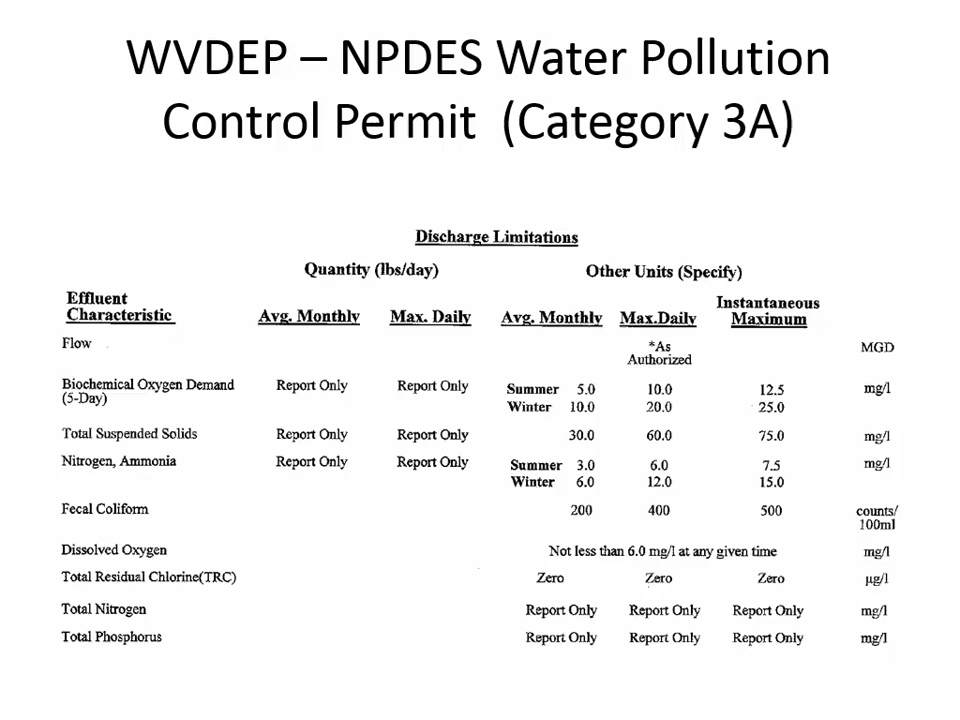 WVDEP – NPDES Water Pollution
Control Permit (Category 3A)
Discharge Limitations
Quantity (lbs/day) Other Units (Specify)
Effluent Characteristic Avg. Monthly Max. Daily Avg. Monthly Max.Daily Instantaneous Maximum
Flow *As Authorized MGD
Biochemical Oxygen Demand Report Only Report Only Summer 5.0 10.0 12.5 mg/l
(5-Day) Winter 10.0 20.0 25.0
Total Suspended Solids Report Only Report Only 30.0 60.0 75.0 mg/l
Nitrogen, Ammonia Report Only Report Only Summer 3.0 6.0 7.5 mg/l
Winter 6.0 12.0 15.0
Fecal Coliform 200 400 500 counts/
100ml
Dissolved Oxygen Not less than 6.0 mg/l at any given time mg/l
Total Residual Chlorine(TRC) Zero Zero Zero µg/l
Total Nitrogen Report Only Report Only Report Only mg/l
Total Phosphorus Report Only Report Only Report Only mg/l